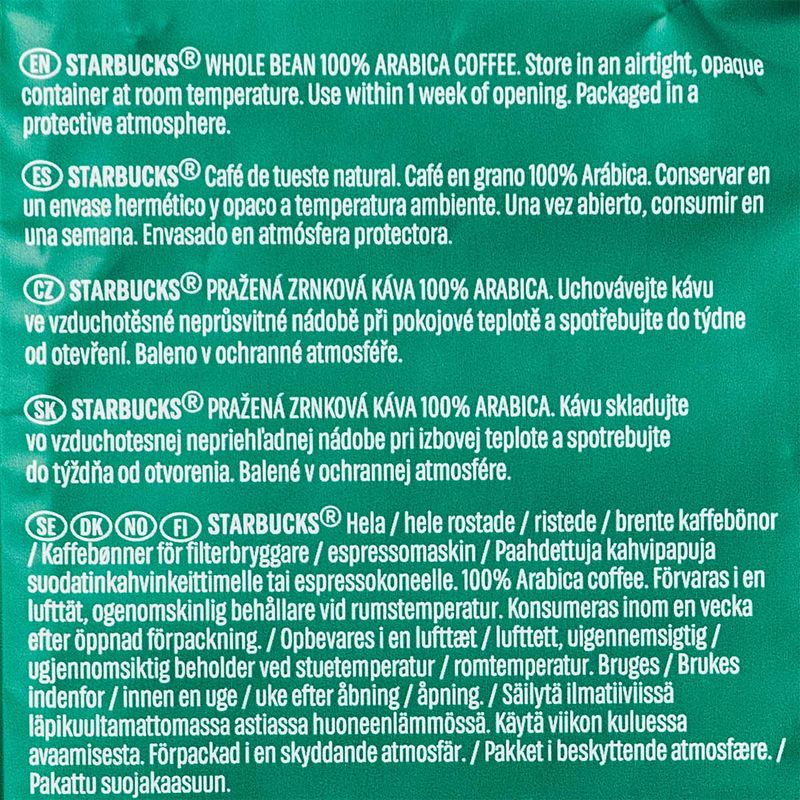 EN STARBUCKS® WHOLE BEAN 100% ARABICA COFFEE. Store in an airtight, opaque
container at room temperature. Use within 1 week of opening. Packaged in a
protective atmosphere.
ES STARBUCKS® Café de tueste natural. Café en grano 100% Arábica. Conservar en
un envase hermético y opaco a temperatura ambiente. Una vez abierto, consumir en
una semana. Envasado en atmósfera protectora.
CZ STARBUCKS® PRAŽENÁ ZRNKOVÁ KÁVA 100% ARABICA. Uchovávejte kávu
ve vzduchotěsné neprůsvitné nádobě při pokojové teplotě a spotřebujte do týdne
od otevření. Baleno v ochranné atmosféře.
SK STARBUCKS® PRAŽENÁ ZRNKOVÁ KÁVA 100% ARABICA. Kávu skladujte
vo vzduchotesnej nepriehľadnej nádobe pri izbovej teplote a spotrebujte
do týždňa od otvorenia. Balené v ochrannej atmosfére.
SE DK NO FI STARBUCKS® Hela / hele rostade / ristede / brente kaffebönor
/ Kaffebønner för filterbryggare / espressomaskin / Paahdettuja kahvipapuja
suodatinkahvinkeittimelle tai espressokoneelle. 100% Arabica coffee. Förvaras i en
lufttät, ogenomskinlig behållare vid rumstemperatur. Konsumeras inom en vecka
efter öppnad förpackning. / Opbevares i en lufttæt / lufttett, uigennemsigtig /
ugjennomsiktig beholder ved stuetemperatur / romtemperatur. Bruges / Brukes
indenfor / innen en uge / uke efter åbning / åpning. / Säilytä ilmatiiviissä
läpikuultamattomassa astiassa huoneenlämmössä. Käytä viikon kuluessa
avaamisesta. Förpackad i en skyddande atmosfär. / Pakket i beskyttende atmosfære. /
Pakattu suojakaasuun.